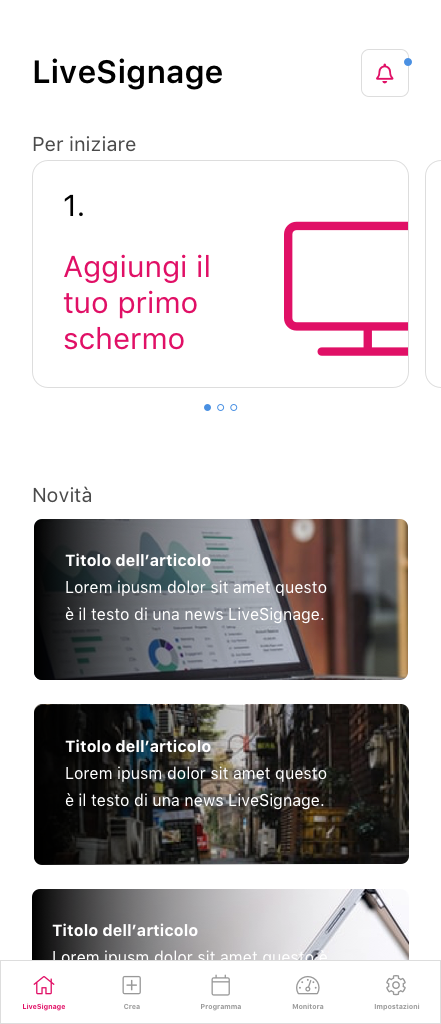 LiveSignage
Per iniziare
1.
Aggiungi il
tuo primo
schermo
Novità
Titolo dell’articolo
Lorem ipusm dolor sit amet questo
è il testo di una news LiveSignage.
Titolo dell’articolo
Lorem ipusm dolor sit amet questo
è il testo di una news LiveSignage.
Titolo dell’articolo
Lorem ipusm dolor sit amet questo è
LiveSignage
Crea
Programma
Monitora
Impostazioni